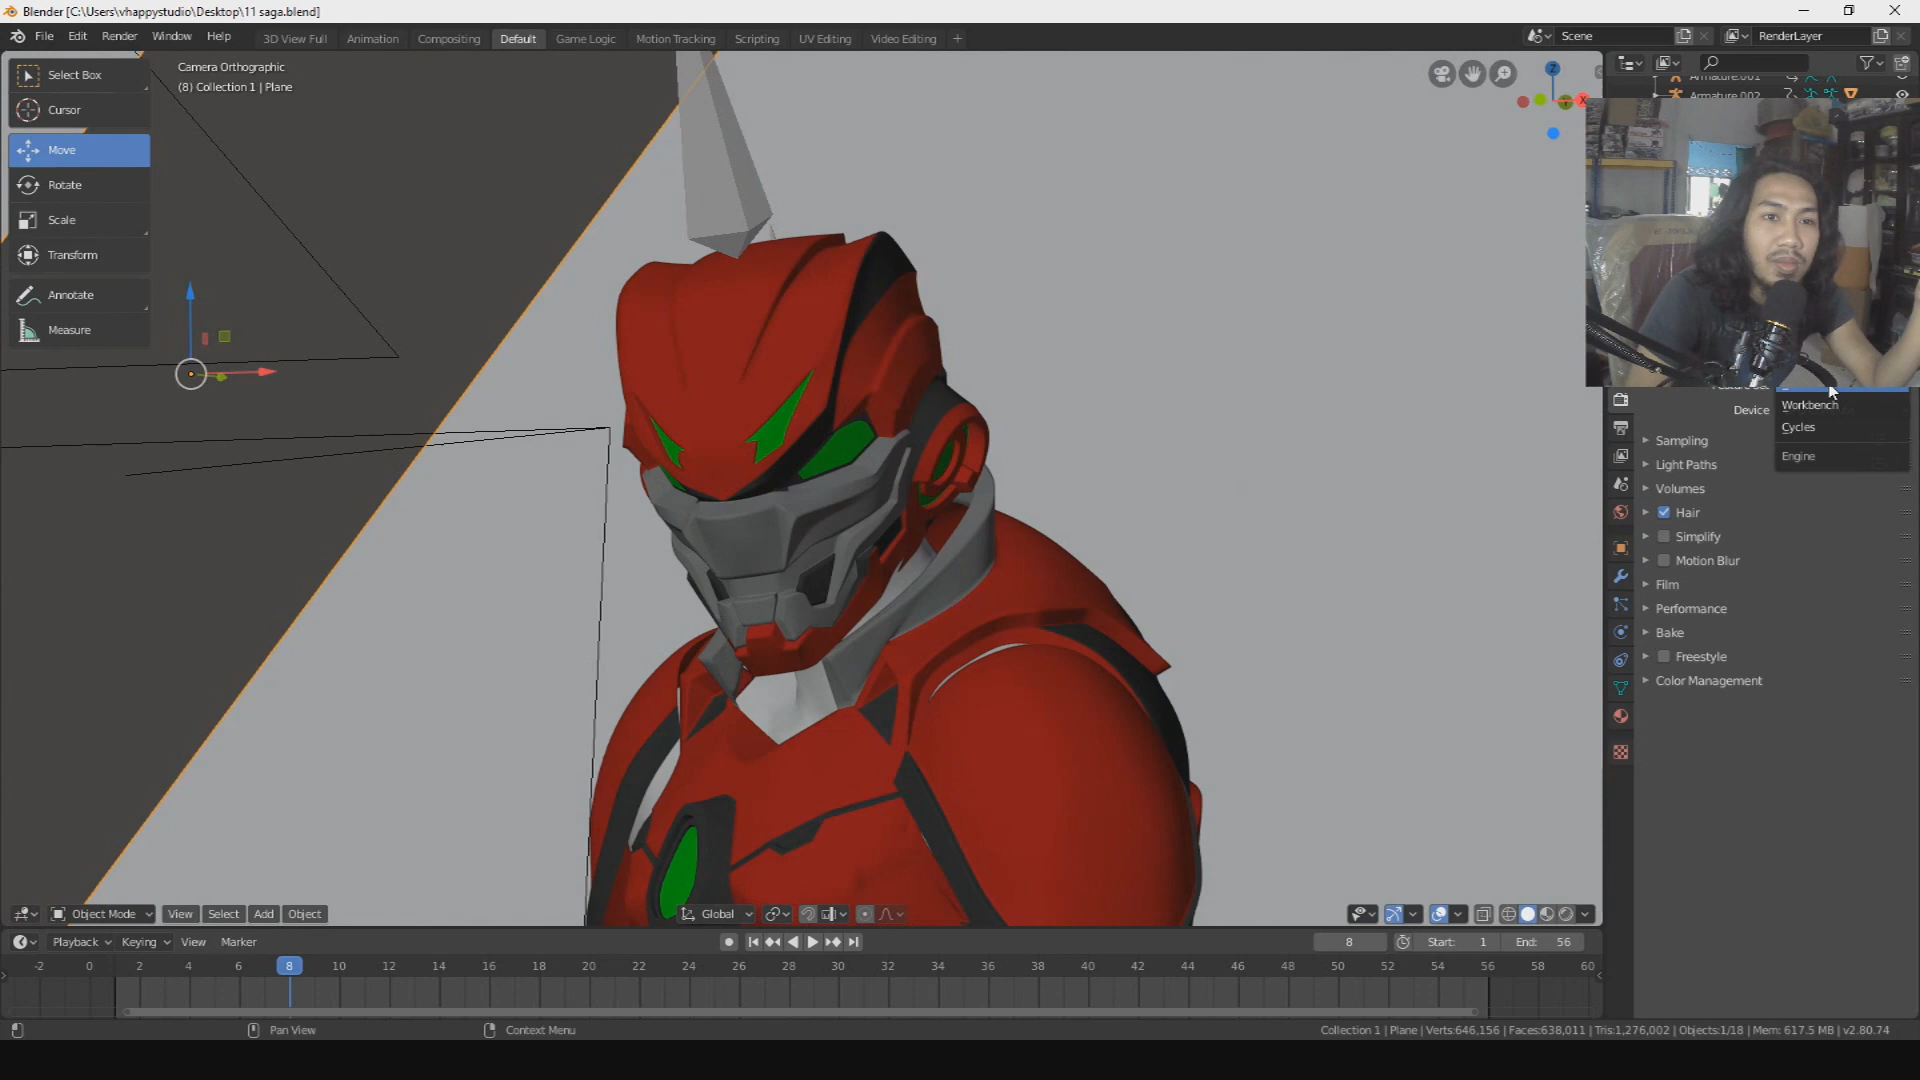 Blender [C:\Users\vhappystudio\Desktop\11 saga.blend]
File Edit Render Window Help
3D View Full Animation Compositing Default Game Logic Motion Tracking Scripting UV Editing Video Editing +
Scene
RenderLayer
Select Box
Cursor
Move
Rotate
Scale
Transform
Annotate
Measure
Camera Orthographic
(8) Collection 1 | Plane
Z
X
Armature.001
Armature.002
Device
Workbench
Cycles
Engine
Sampling
Light Paths
Volumes
Hair
Simplify
Motion Blur
Film
Performance
Bake
Freestyle
Color Management
Object Mode View Select Add Object
Global
Playback Keying View Marker
8 Start: 1 End: 56
-2 0 2 4 6 8 10 12 14 16 18 20 22 24 26 28 30 32 34 36 38 40 42 44 46 48 50 52 54 56 58 60
Pan View
Context Menu
Collection 1 | Plane | Verts:646,156 | Faces:638,011 | Tris:1,276,002 | Objects:1/18 | Mem: 617.5 MB | v2.80.74